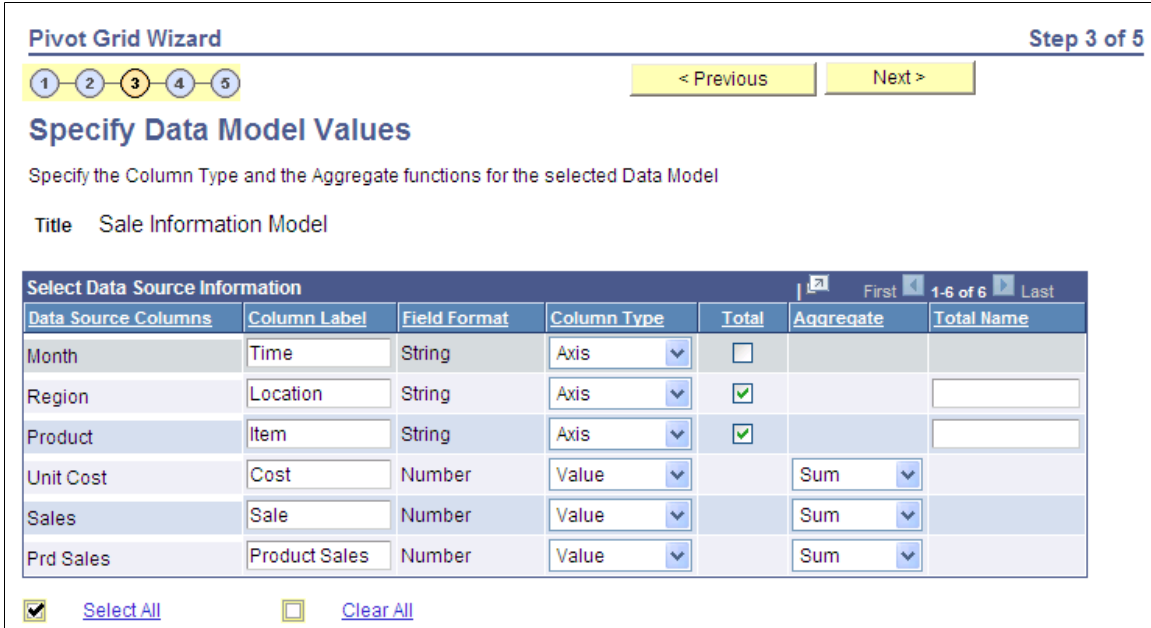 Pivot Grid Wizard Step 3 of 5
1 2 3 4 5 < Previous Next >
Specify Data Model Values
Specify the Column Type and the Aggregate functions for the selected Data Model
Title Sale Information Model
Select Data Source Information | First 1-6 of 6 Last
Data Source Columns Column Label Field Format Column Type Total Aggregate Total Name
Month Time String Axis
Region Location String Axis
Product Item String Axis
Unit Cost Cost Number Value Sum
Sales Sale Number Value Sum
Prd Sales Product Sales Number Value Sum
Select All Clear All